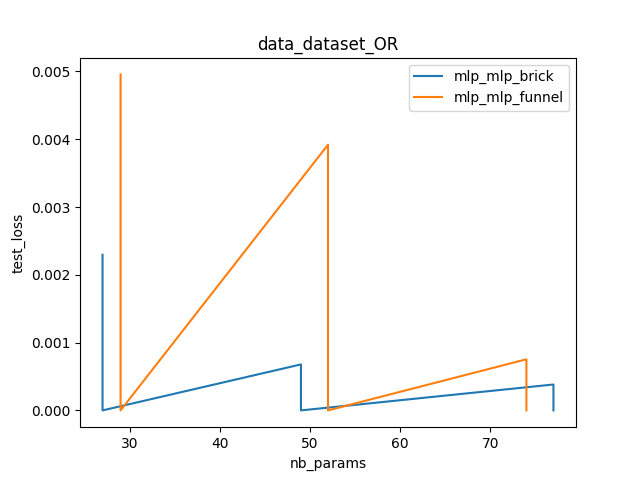 data_dataset_OR
mlp_mlp_brick
mlp_mlp_funnel
test_loss
0.005
0.004
0.003
0.002
0.001
0.000
30 40 50 60 70
nb_params